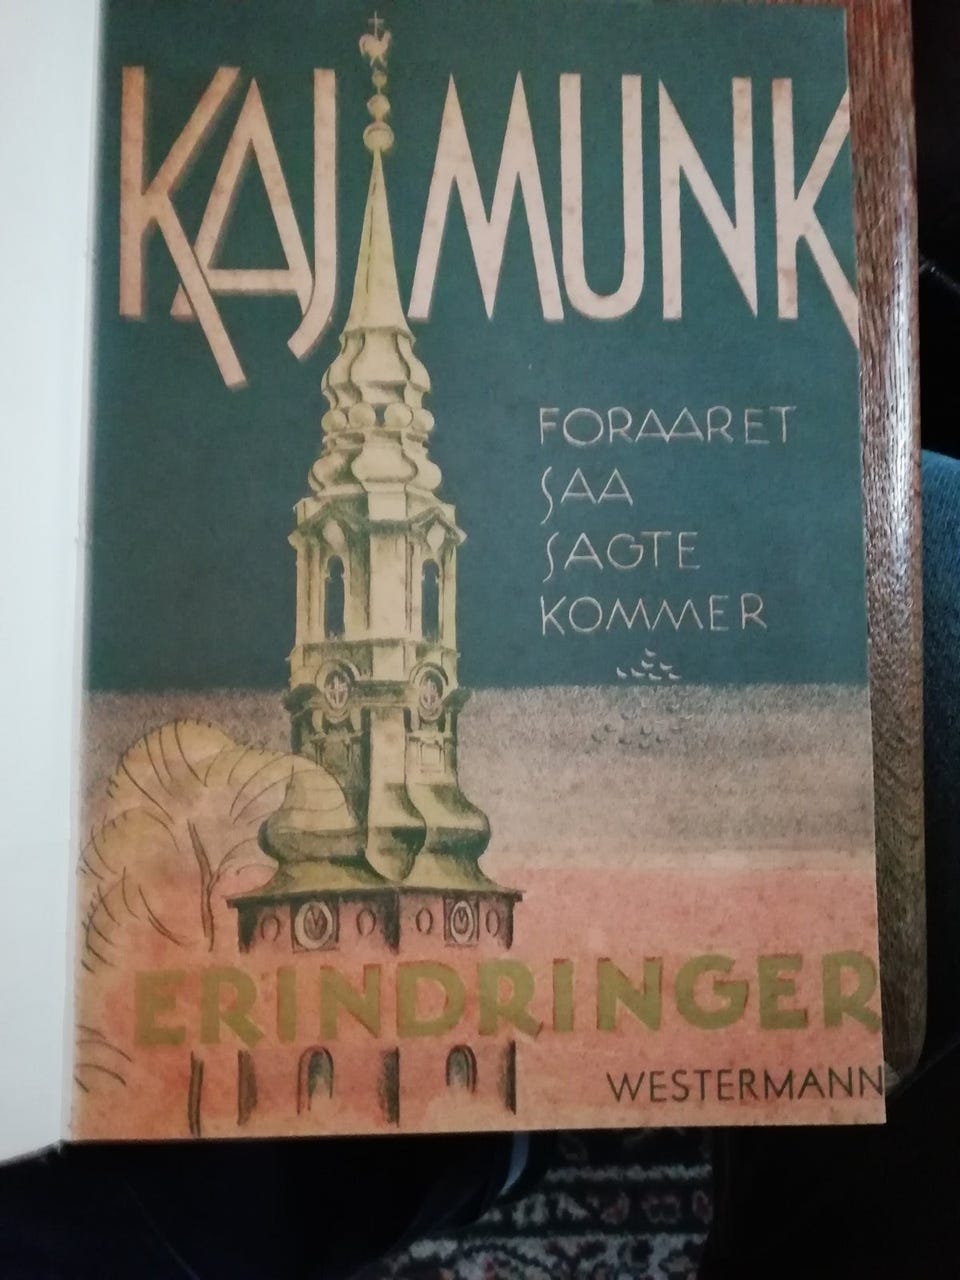 KAJ MUNK
FORAARET
SAA
SAGTE
KOMMER
ERINDRINGER
WESTERMANN